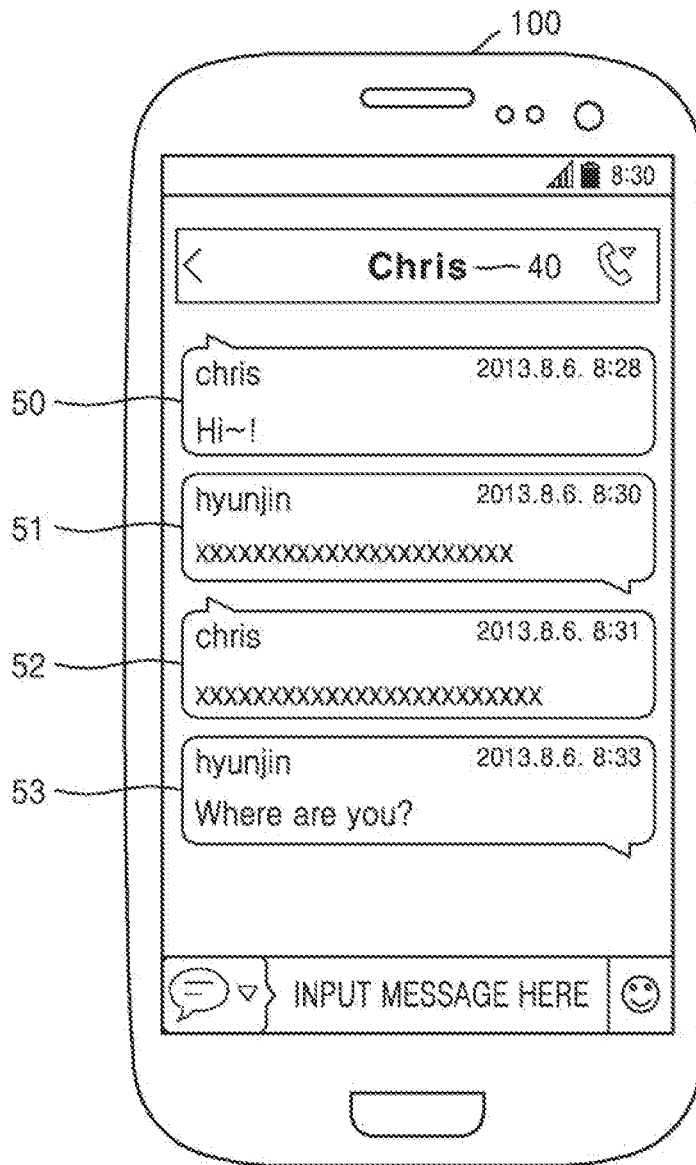 100
8:30
Chris 40
50
chris 2013.8.6. 8:28
Hi~!
51
hyunjin 2013.8.6. 8:30
xxxxxxxxxxxxxxxxxxxxxx
52
chris 2013.8.6. 8:31
xxxxxxxxxxxxxxxxxxxxxxxx
53
hyunjin 2013.8.6. 8:33
Where are you?
INPUT MESSAGE HERE